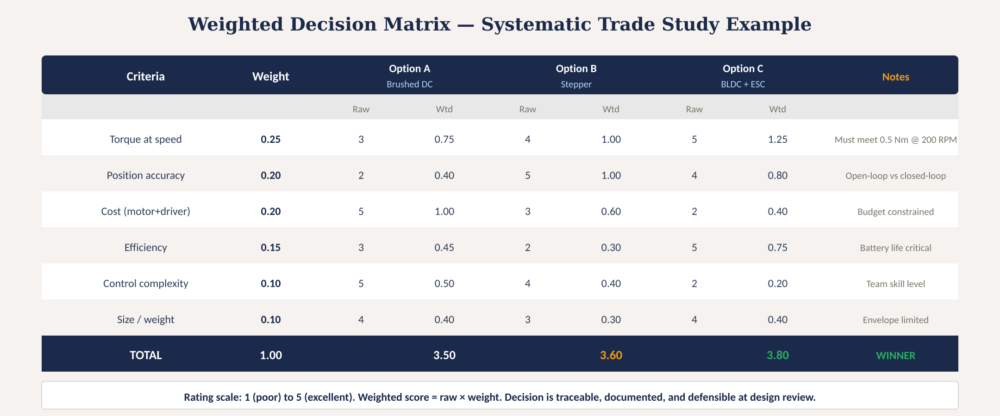 Weighted Decision Matrix — Systematic Trade Study Example
Criteria Weight Option A Option B Option C Notes
Brushed DC Stepper BLDC + ESC
Raw Wtd Raw Wtd Raw Wtd
Torque at speed 0.25 3 0.75 4 1.00 5 1.25 Must meet 0.5 Nm @ 200 RPM
Position accuracy 0.20 2 0.40 5 1.00 4 0.80 Open-loop vs closed-loop
Cost (motor+driver) 0.20 5 1.00 3 0.60 2 0.40 Budget constrained
Efficiency 0.15 3 0.45 2 0.30 5 0.75 Battery life critical
Control complexity 0.10 5 0.50 4 0.40 2 0.20 Team skill level
Size / weight 0.10 4 0.40 3 0.30 4 0.40 Envelope limited
TOTAL 1.00 3.50 3.60 3.80 WINNER
Rating scale: 1 (poor) to 5 (excellent). Weighted score = raw × weight. Decision is traceable, documented, and defensible at design review.